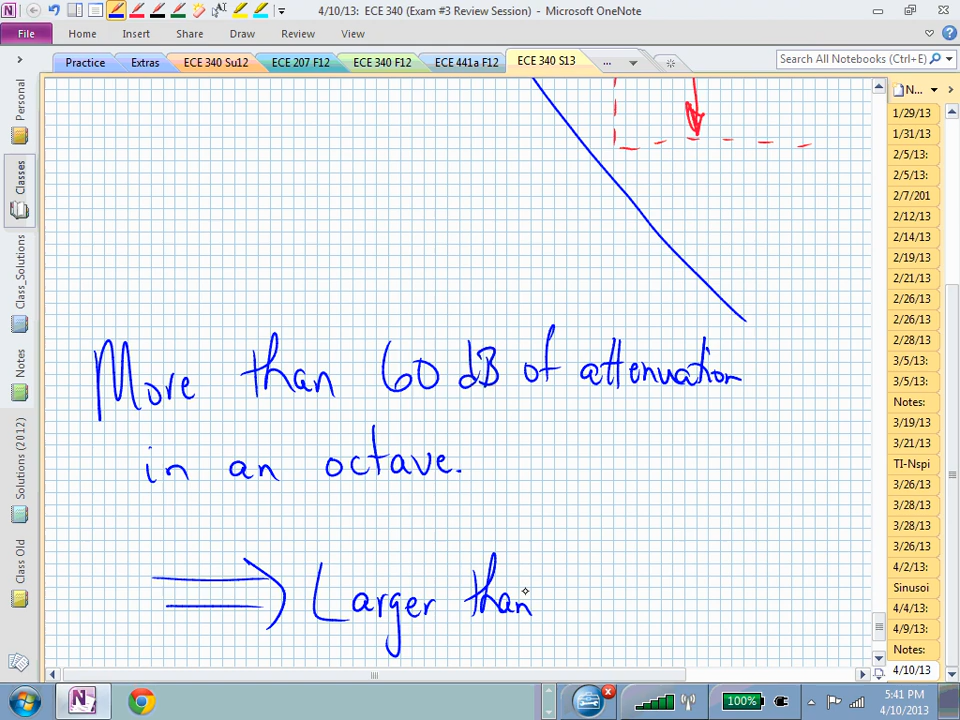 4/10/13: ECE 340 (Exam #3 Review Session) - Microsoft OneNote
File Home Insert Share Draw Review View
Practice Extras ECE 340 Su12 ECE 207 F12 ECE 340 F12 ECE 441a F12 ECE 340 S13 ... Search All Notebooks (Ctrl+E)
N...
Personal
Classes
Class_Solutions
Notes
Solutions (2012)
Class Old
More than 60 dB of attenuation
in an octave.
⇒ Larger than
1/29/13
1/31/13
2/5/13:
2/5/13:
2/7/201
2/12/13
2/14/13
2/19/13
2/21/13
2/26/13
2/26/13
2/28/13
3/5/13:
3/5/13:
Notes:
3/19/13
3/21/13
TI-Nspi
3/26/13
3/28/13
3/28/13
3/26/13
4/2/13:
Sinusoi
4/4/13:
4/9/13:
Notes:
4/10/13
100%
5:41 PM
4/10/2013